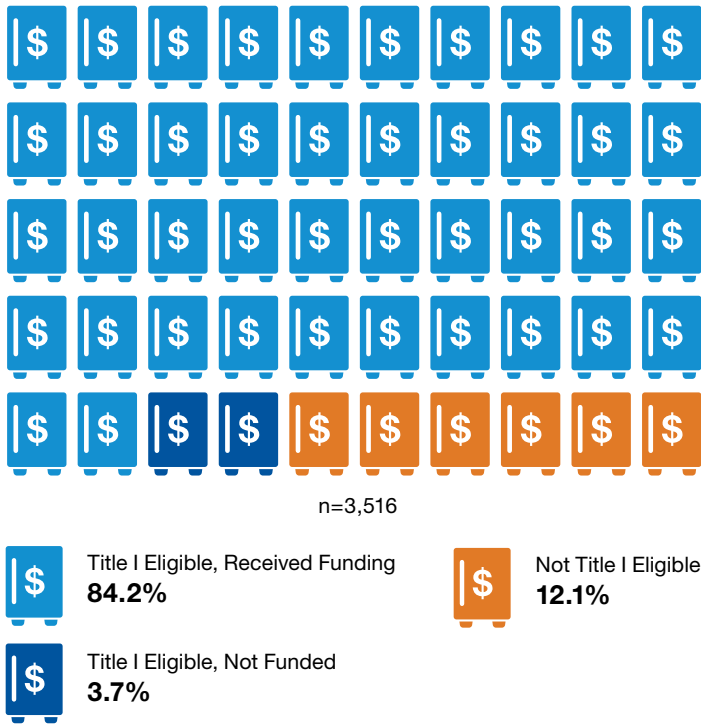 $ $ $ $ $ $ $ $ $ $
$ $ $ $ $ $ $ $ $ $
$ $ $ $ $ $ $ $ $ $
$ $ $ $ $ $ $ $ $ $
$ $ $ $ $ $ $ $ $ $
n=3,516
$ Title I Eligible, Received Funding
84.2%
$ Not Title I Eligible
12.1%
$ Title I Eligible, Not Funded
3.7%